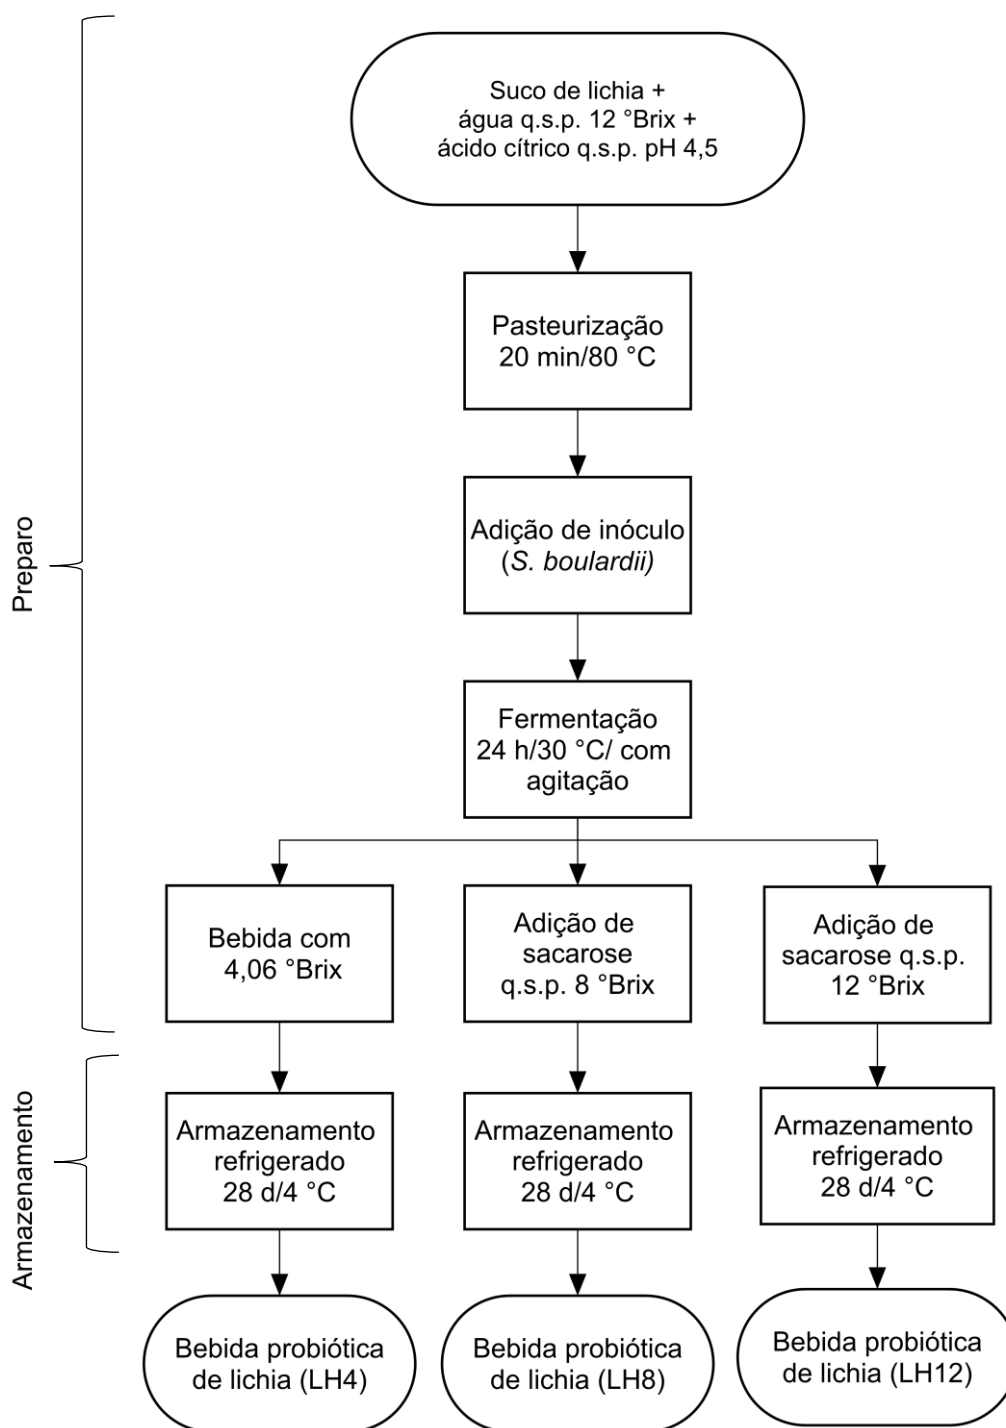 Suco de lichia +
água q.s.p. 12 °Brix +
ácido cítrico q.s.p. pH 4,5
Pasteurização
20 min/80 °C
Adição de inóculo
(S. boulardii)
Fermentação
24 h/30 °C/ com
agitação
Preparo
Bebida com
4,06 °Brix
Adição de
sacarose
q.s.p. 8 °Brix
Adição de
sacarose q.s.p.
12 °Brix
Armazenamento
Armazenamento
refrigerado
28 d/4 °C
Armazenamento
refrigerado
28 d/4 °C
Armazenamento
refrigerado
28 d/4 °C
Bebida probiótica
de lichia (LH4)
Bebida probiótica
de lichia (LH8)
Bebida probiótica
de lichia (LH12)